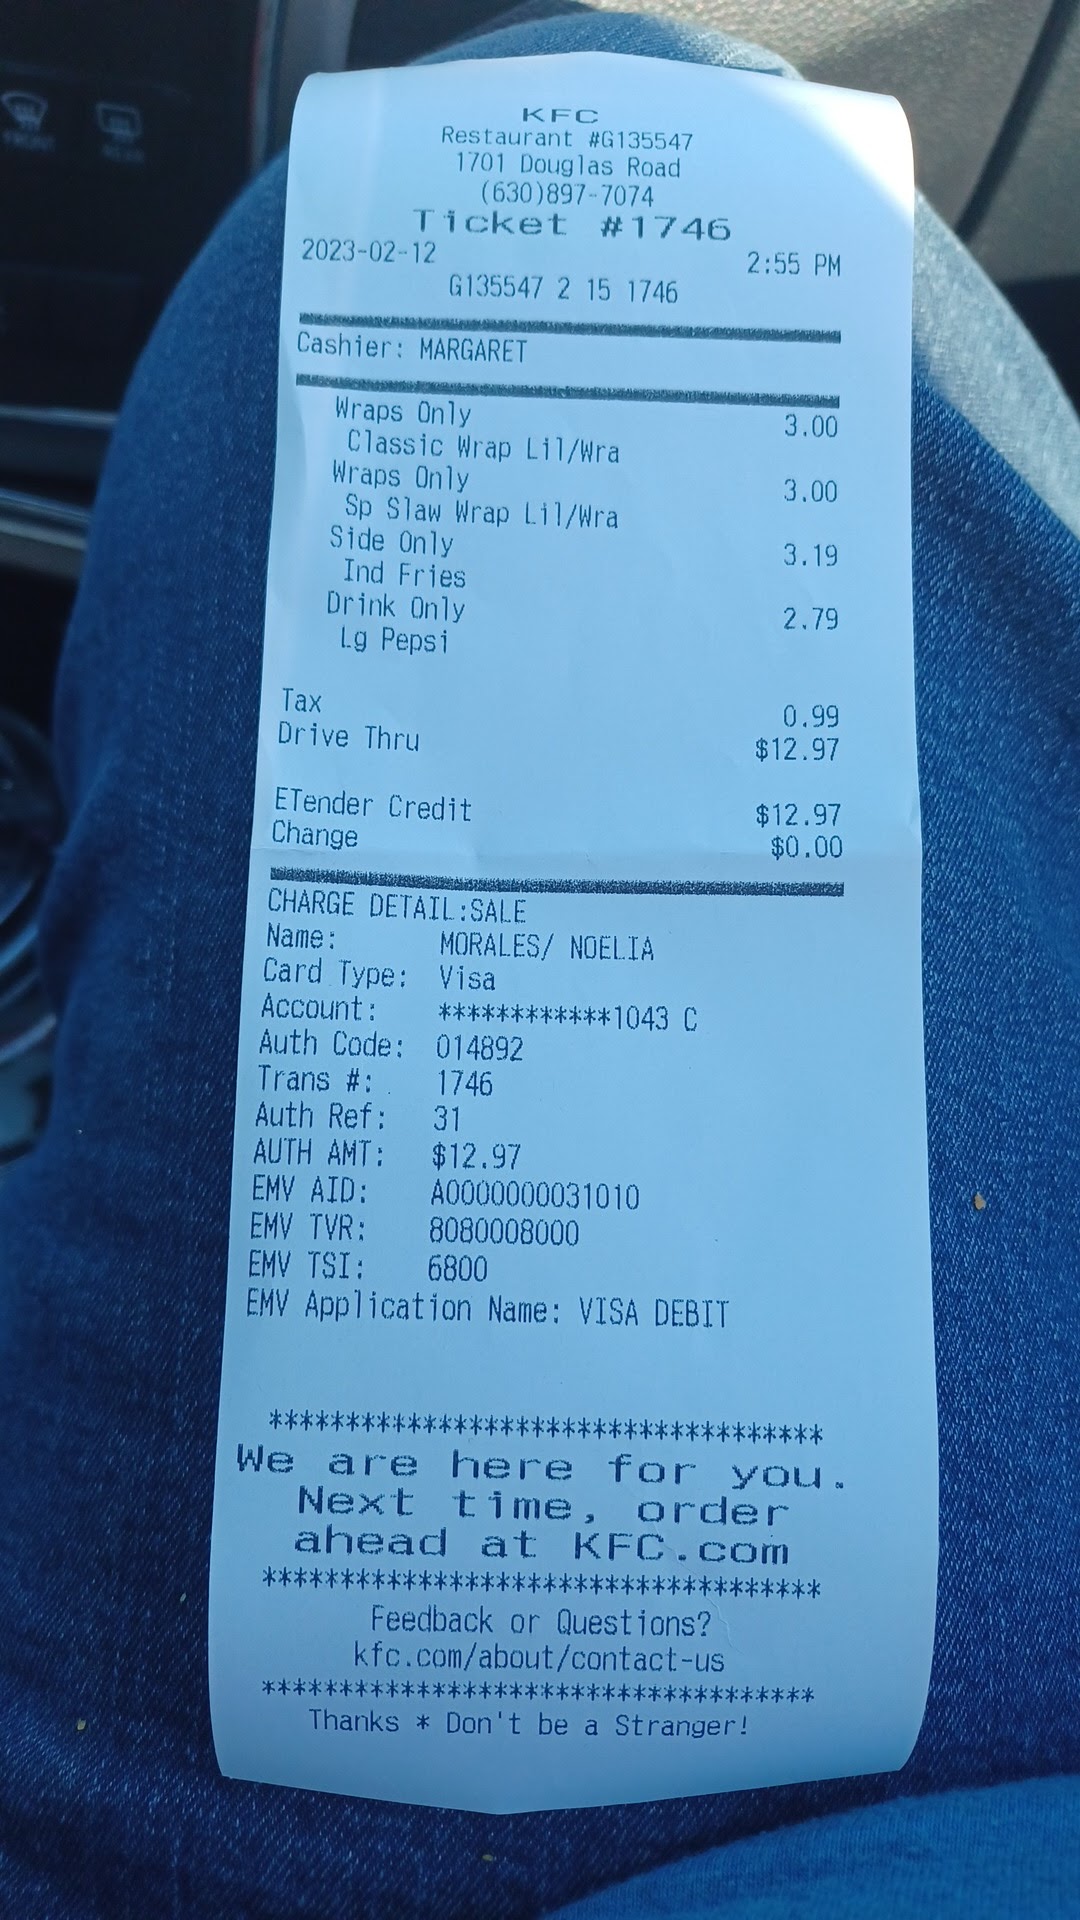 FRONT
REAR
KFC
Restaurant #G135547
1701 Douglas Road
(630)897-7074
Ticket #1746
2023-02-12 2:55 PM
G135547 2 15 1746
Cashier: MARGARET
Wraps Only 3.00
Classic Wrap Lil/Wra
Wraps Only 3.00
Sp Slaw Wrap Lil/Wra
Side Only 3.19
Ind Fries
Drink Only 2.79
Lg Pepsi
Tax 0.99
Drive Thru $12.97
ETender Credit $12.97
Change $0.00
CHARGE DETAIL:SALE
Name: MORALES/ NOELIA
Card Type: Visa
Account: ************1043 C
Auth Code: 014892
Trans #: 1746
Auth Ref: 31
AUTH AMT: $12.97
EMV AID: A0000000031010
EMV TVR: 8080008000
EMV TSI: 6800
EMV Application Name: VISA DEBIT
************************************
We are here for you.
Next time, order
ahead at KFC.com
************************************
Feedback or Questions?
kfc.com/about/contact-us
************************************
Thanks * Don't be a Stranger!